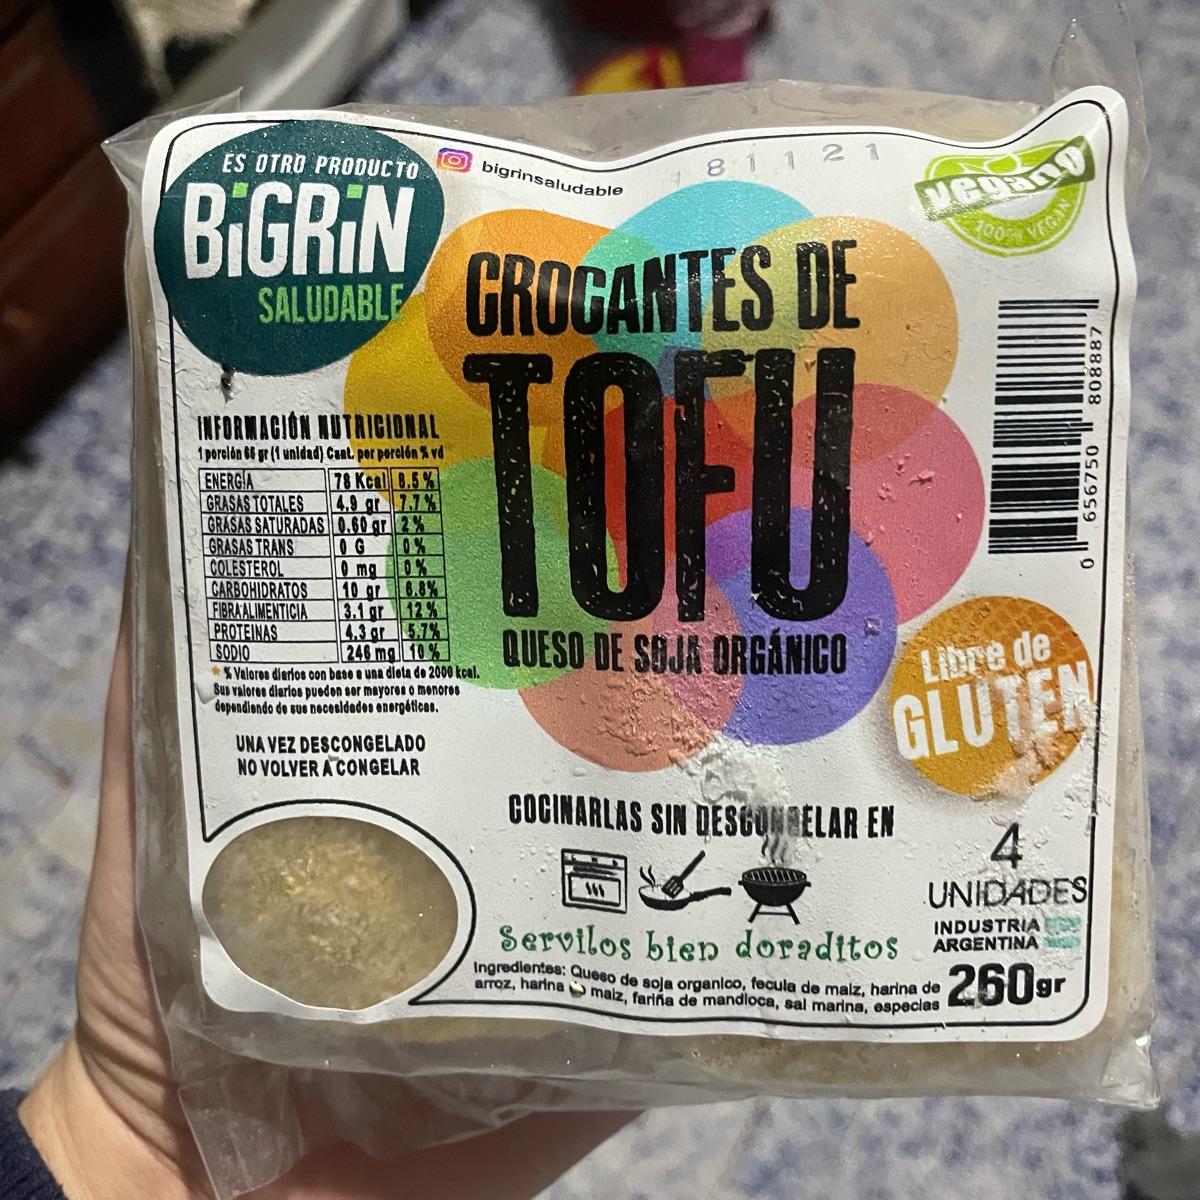 ES OTRO PRODUCTO
BiGRiN
SALUDABLE
bigrinsaludable
81121
vegano
100% VEGAN
CROCANTES DE
TOFU
QUESO DE SOJA ORGÁNICO
INFORMACIÓN NUTRICIONAL
1 porción 65 gr (1 unidad) Cant. por porción % vd
ENERGÍA 78 Kcal 8.5%
GRASAS TOTALES 4.9 gr 7.7%
GRASAS SATURADAS 0.60 gr 2%
GRASAS TRANS 0 G 0%
COLESTEROL 0 mg 0%
CARBOHIDRATOS 10 gr 6.8%
FIBRA ALIMENTICIA 3.1 gr 12%
PROTEINAS 4.3 gr 5.7%
SODIO 246 mg 10%
* % Valores diarios con base a una dieta de 2000 kcal.
Sus valores diarios pueden ser mayores o menores
dependiendo de sus necesidades energéticas.
UNA VEZ DESCONGELADO
NO VOLVER A CONGELAR
0 656750 808887
Libre de
GLUTEN
COCINARLAS SIN DESCONGELAR EN
Servilos bien doraditos
4
UNIDADES
INDUSTRIA
ARGENTINA
260gr
Ingredientes: Queso de soja organico, fecula de maiz, harina de
arroz, harina maiz, fariña de mandioca, sal marina, especias